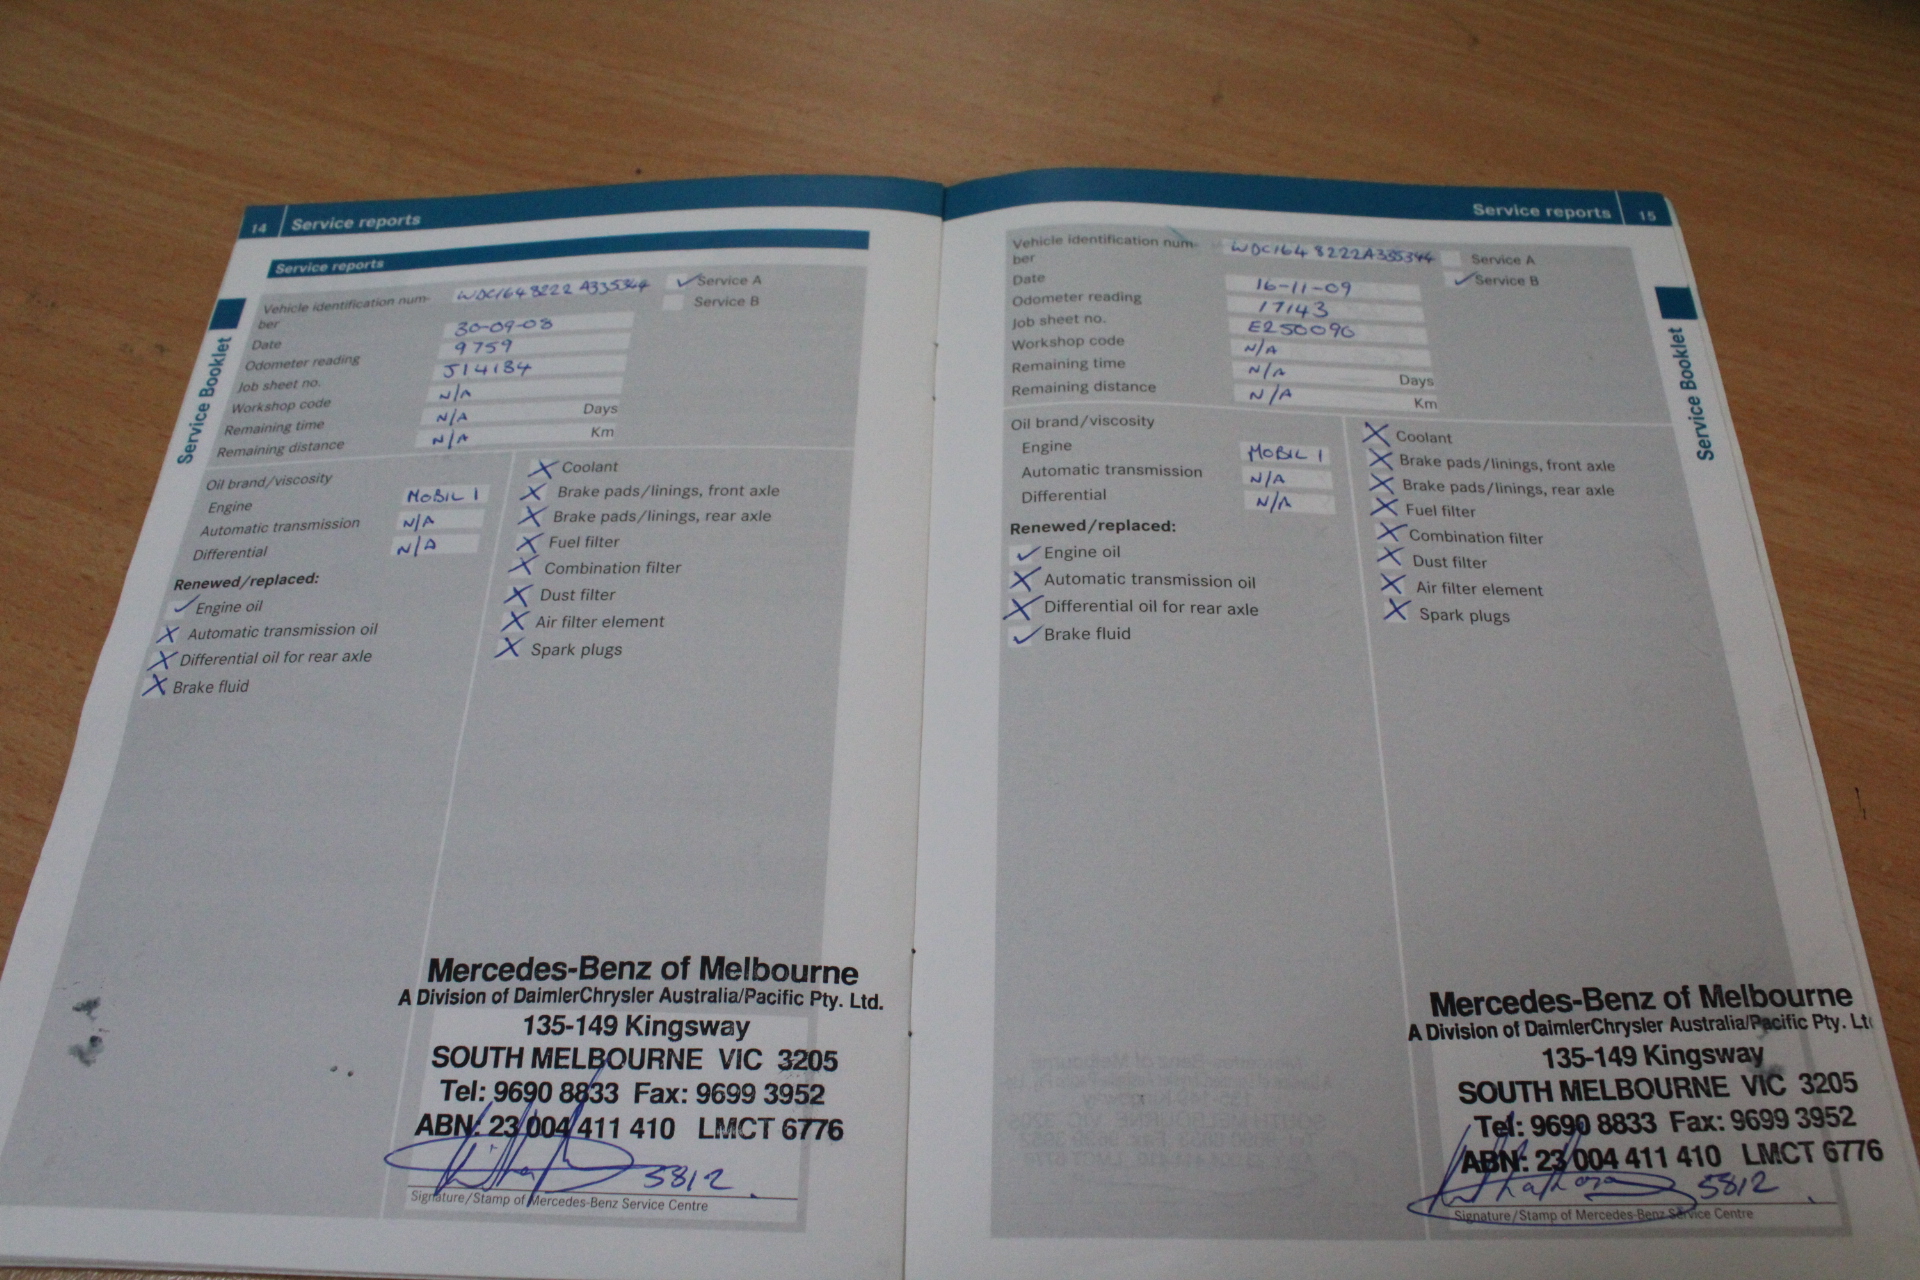 14 Service reports
Service reports
Service Booklet
Vehicle identification num-
ber
WDC1648222A335344
✓ Service A
Service B
Date 30-09-08
Odometer reading 9759
Job sheet no. J14184
Workshop code N/A
Remaining time N/A Days
Remaining distance N/A Km
Oil brand/viscosity
Engine MOBIL 1
Automatic transmission N/A
Differential N/A
Renewed/replaced:
✓ Engine oil
X Automatic transmission oil
X Differential oil for rear axle
X Brake fluid
X Coolant
X Brake pads/linings, front axle
X Brake pads/linings, rear axle
X Fuel filter
X Combination filter
X Dust filter
X Air filter element
X Spark plugs
Mercedes-Benz of Melbourne
A Division of DaimlerChrysler Australia/Pacific Pty. Ltd.
135-149 Kingsway
SOUTH MELBOURNE VIC 3205
Tel: 9690 8833 Fax: 9699 3952
ABN: 23 004 411 410 LMCT 6776
5812
Signature/Stamp of Mercedes-Benz Service Centre
Service reports 15
Service Booklet
Vehicle identification num-
ber
WDC1648222A335344
Service A
✓ Service B
Date 16-11-09
Odometer reading 17143
Job sheet no. E250090
Workshop code N/A
Remaining time N/A Days
Remaining distance N/A Km
Oil brand/viscosity
Engine MOBIL 1
Automatic transmission N/A
Differential N/A
Renewed/replaced:
✓ Engine oil
X Automatic transmission oil
X Differential oil for rear axle
✓ Brake fluid
X Coolant
X Brake pads/linings, front axle
X Brake pads/linings, rear axle
X Fuel filter
X Combination filter
X Dust filter
X Air filter element
X Spark plugs
Mercedes-Benz of Melbourne
A Division of DaimlerChrysler Australia/Pacific Pty. Lt
135-149 Kingsway
SOUTH MELBOURNE VIC 3205
Tel: 9690 8833 Fax: 9699 3952
ABN: 23 004 411 410 LMCT 6776
5812
Signature/Stamp of Mercedes-Benz Service Centre